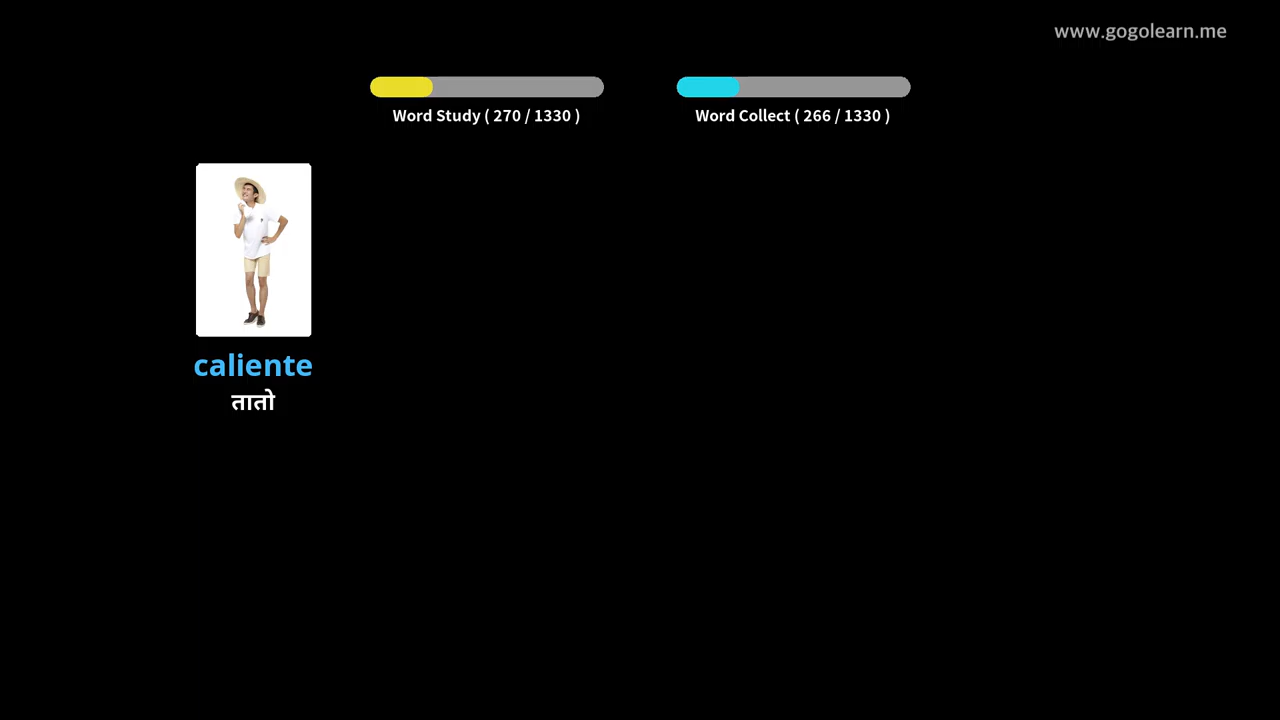 www.gogolearn.me
Word Study ( 270 / 1330 )
Word Collect ( 266 / 1330 )
caliente
तातो